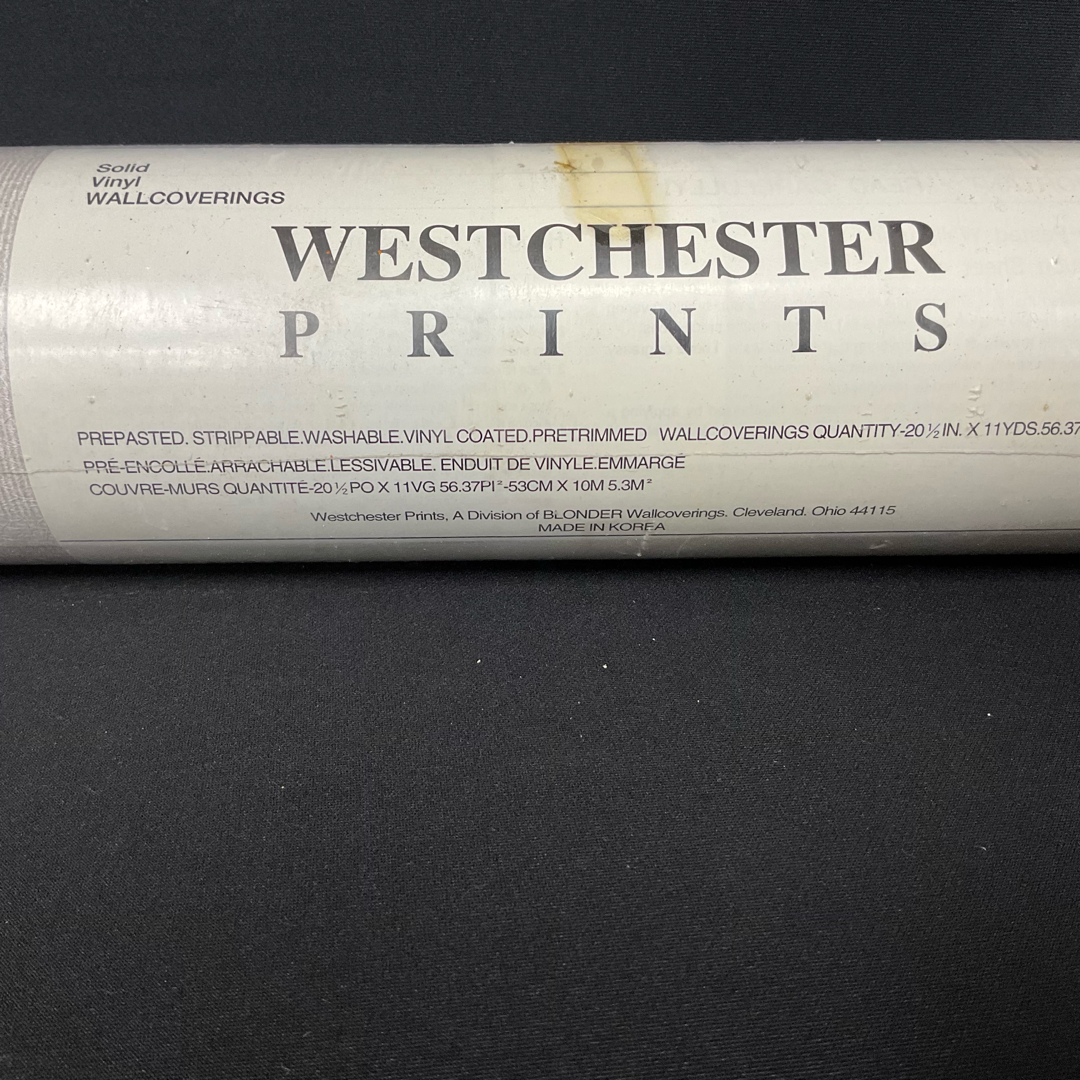 Solid
Vinyl
WALLCOVERINGS
WESTCHESTER
PRINTS
PREPASTED. STRIPPABLE.WASHABLE.VINYL COATED.PRETRIMMED WALLCOVERINGS QUANTITY-20½IN. X 11YDS.56.37
PRÉ-ENCOLLÉ.ARRACHABLE.LESSIVABLE. ENDUIT DE VINYLE.EMMARGÉ
COUVRE-MURS QUANTITÉ-20½PO X 11VG 56.37PI²-53CM X 10M 5.3M²
Westchester Prints, A Division of BLONDER Wallcoverings. Cleveland. Ohio 44115
MADE IN KOREA